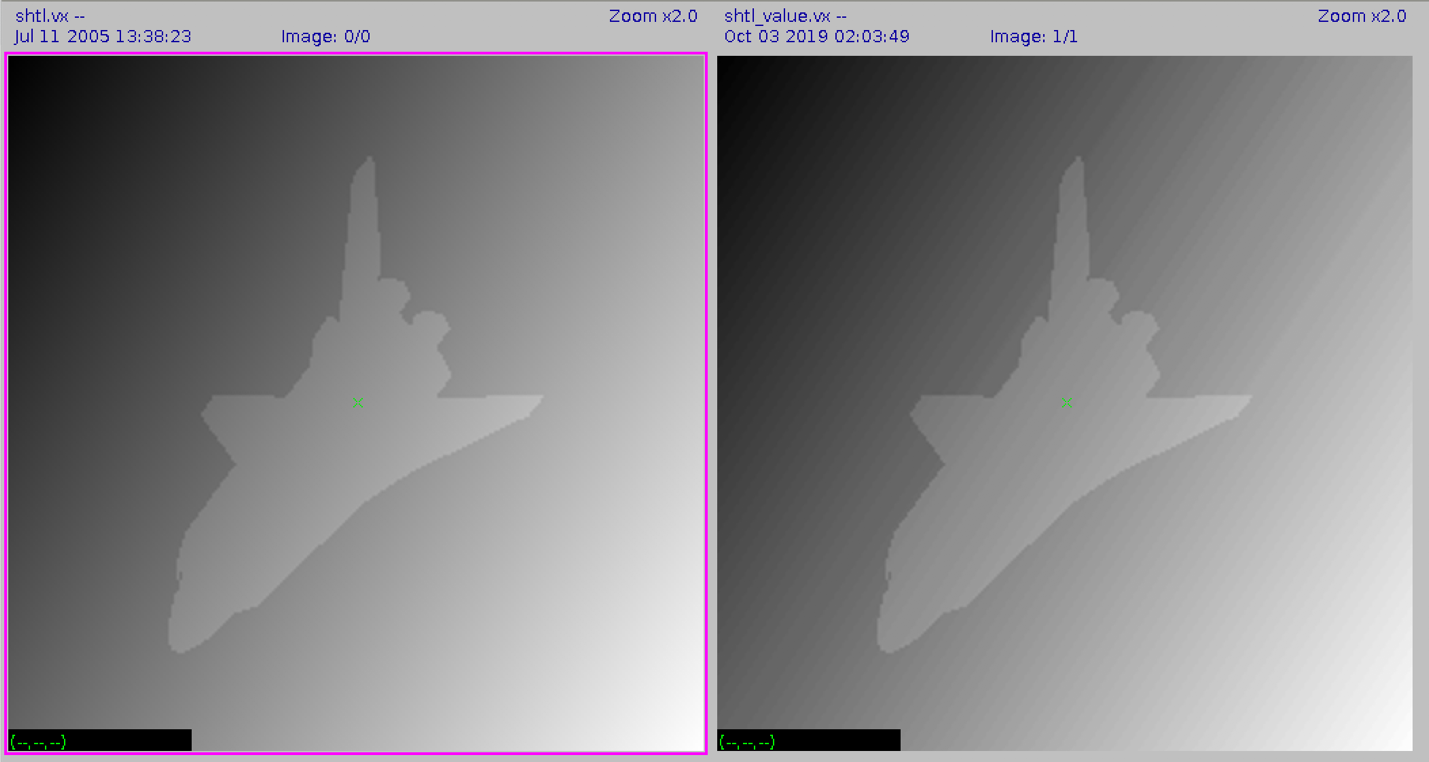 shtl.vx --
Zoom x2.0
Jul 11 2005 13:38:23
Image: 0/0
(--,--,--)
shtl_value.vx --
Zoom x2.0
Oct 03 2019 02:03:49
Image: 1/1
(--,--,--)